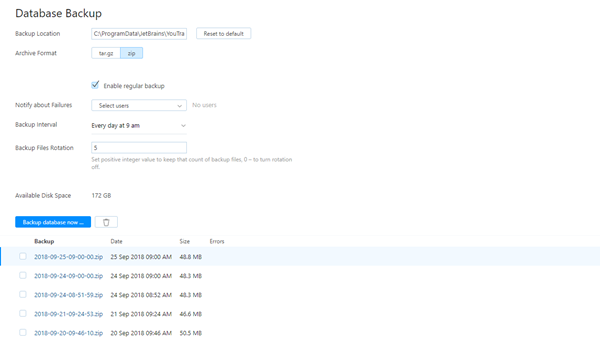 Database Backup
Backup Location C:\ProgramData\JetBrains\YouTra Reset to default
Archive Format tar.gz zip
Enable regular backup
Notify about Failures Select users No users
Backup Interval Every day at 9 am
Backup Files Rotation 5
Set positive integer value to keep that count of backup files, 0 – to turn rotation
off.
Available Disk Space 172 GB
Backup database now ...
Backup Date Size Errors
2018-09-25-09-00-00.zip 25 Sep 2018 09:00 AM 48.8 MB
2018-09-24-09-00-00.zip 24 Sep 2018 09:00 AM 48.3 MB
2018-09-24-08-51-59.zip 24 Sep 2018 08:52 AM 48.3 MB
2018-09-21-09-24-53.zip 21 Sep 2018 09:24 AM 46.6 MB
2018-09-20-09-46-10.zip 20 Sep 2018 09:46 AM 50.5 MB